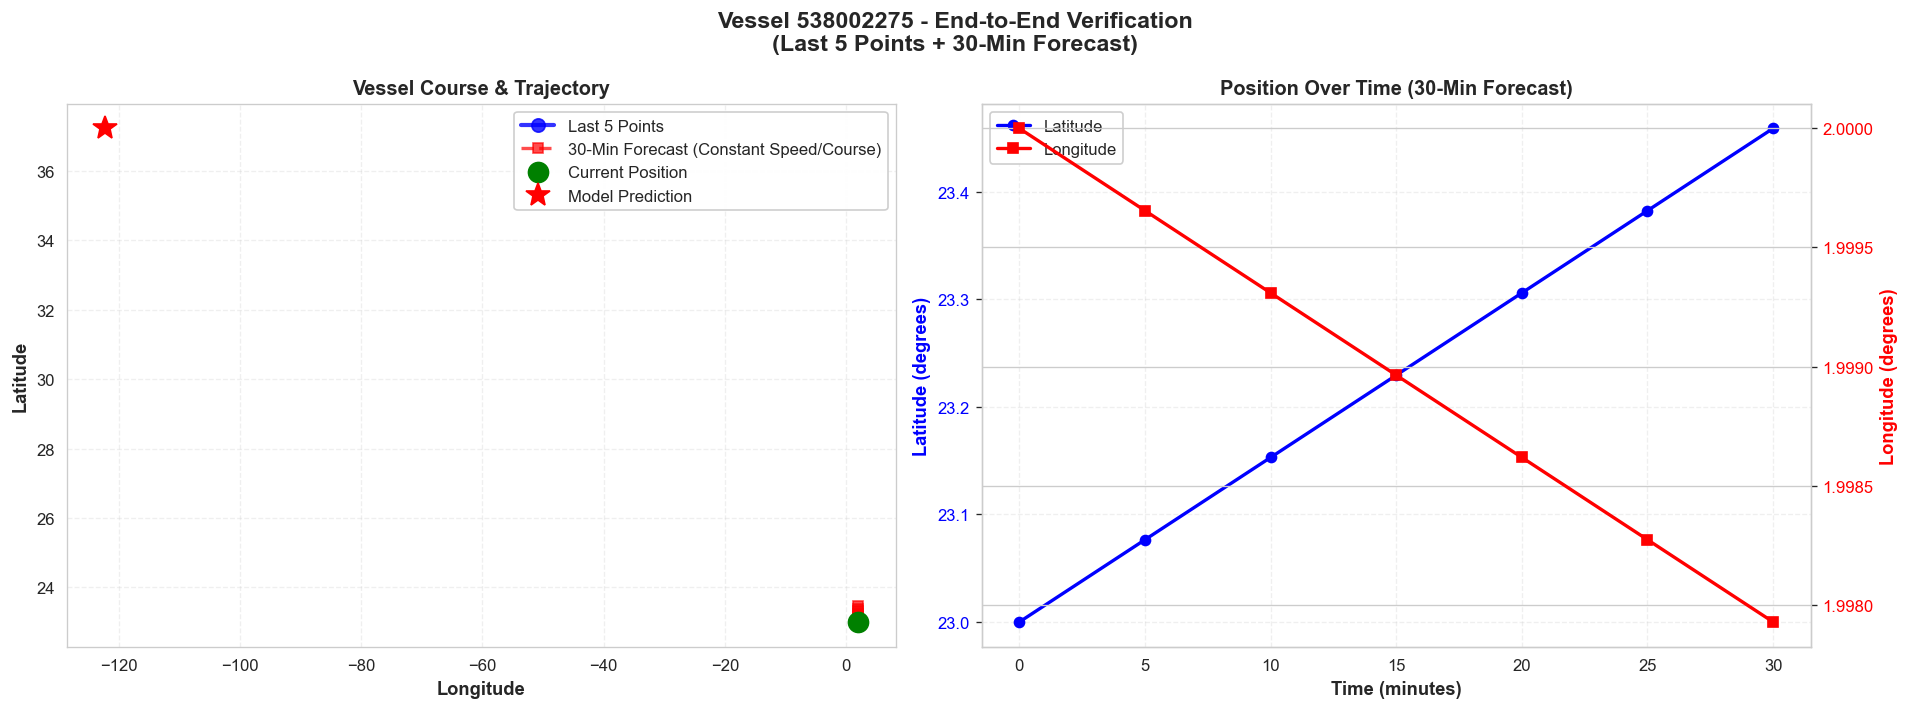 Vessel 538002275 - End-to-End Verification
(Last 5 Points + 30-Min Forecast)
Vessel Course & Trajectory
Last 5 Points
30-Min Forecast (Constant Speed/Course)
Current Position
Model Prediction
36
34
32
30
28
26
24
Latitude
−120
−100
−80
−60
−40
−20
0
Longitude
Position Over Time (30-Min Forecast)
Latitude
Longitude
23.4
23.3
23.2
23.1
23.0
Latitude (degrees)
2.0000
1.9995
1.9990
1.9985
1.9980
Longitude (degrees)
0
5
10
15
20
25
30
Time (minutes)